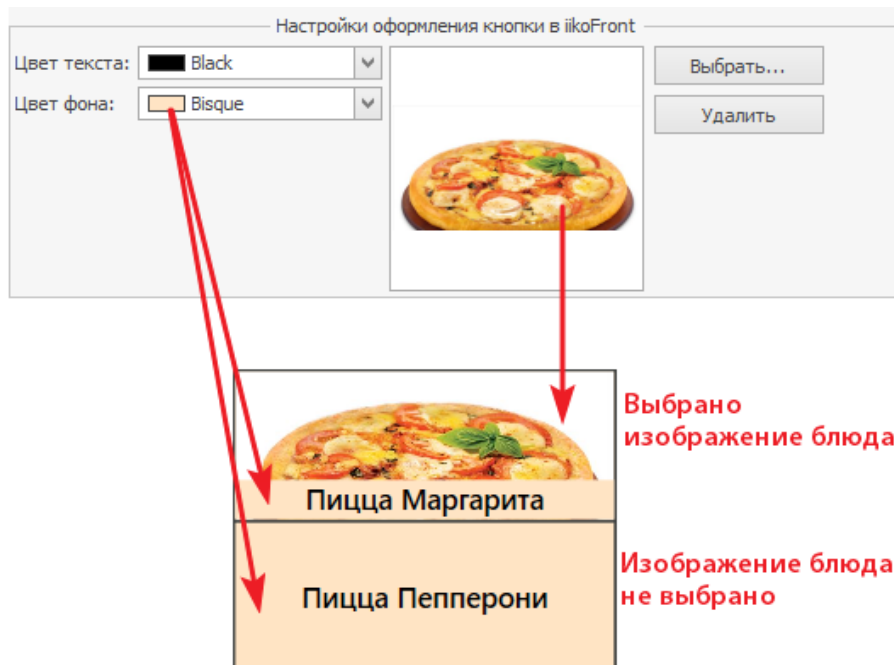 Настройки оформления кнопки в iikoFront
Цвет текста: Black
Выбрать...
Цвет фона: Bisque
Удалить
Выбрано
изображение блюда
Пицца Маргарита
Изображение блюда
не выбрано
Пицца Пепперони